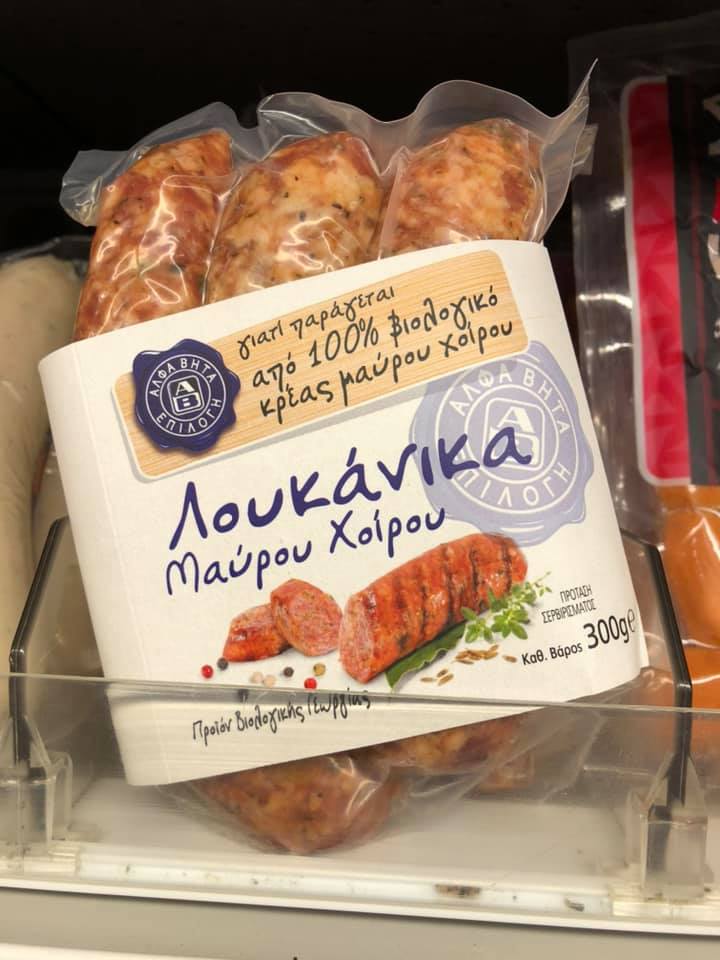 γιατί παράγεται
από 100% βιολογικό
κρέας μαύρου χοίρου
ΑΛΦΑ ΒΗΤΑ
ΑΒ
ΕΠΙΛΟΓΗ
ΑΛΦΑ ΒΗΤΑ
ΑΒ
ΕΠΙΛΟΓΗ
Λουκάνικα
Μαύρου Χοίρου
ΠΡΟΤΑΣΗ
ΣΕΡΒΙΡΙΣΜΑΤΟΣ
Καθ. Βάρος 300g℮
Προϊόν Βιολογικής Γεωργίας